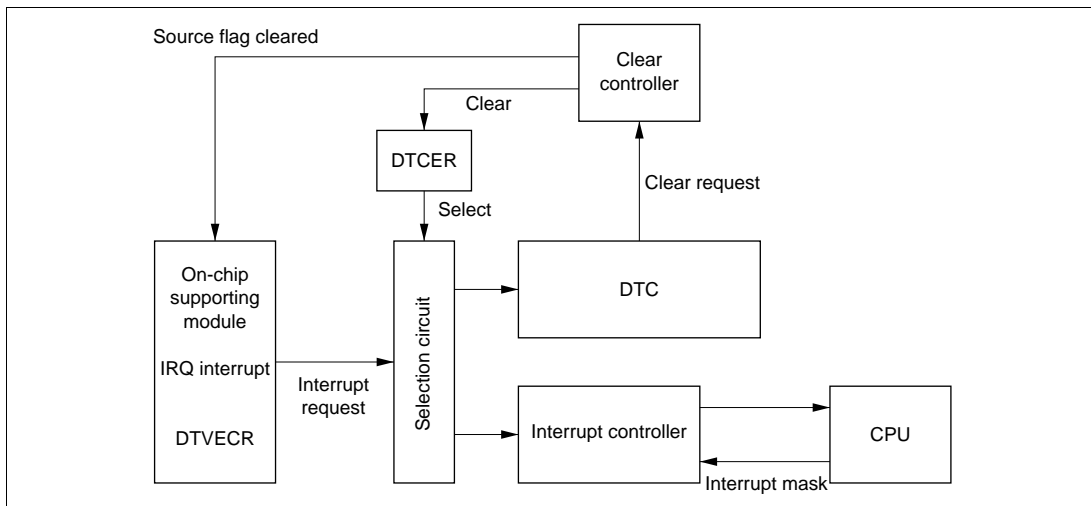 Source flag cleared
Clear
controller
Clear
DTCER
Clear request
Select
On-chip
supporting
module
IRQ interrupt
DTVECR
Interrupt
request
Selection circuit
DTC
Interrupt controller
CPU
Interrupt mask